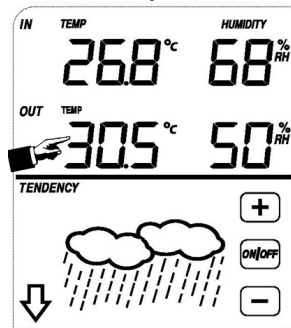 IN TEMP HUMIDITY
26.8 °C 68 % RH
OUT TEMP
30.5 °C 50 % RH
TENDENCY
+
ON/OFF
−